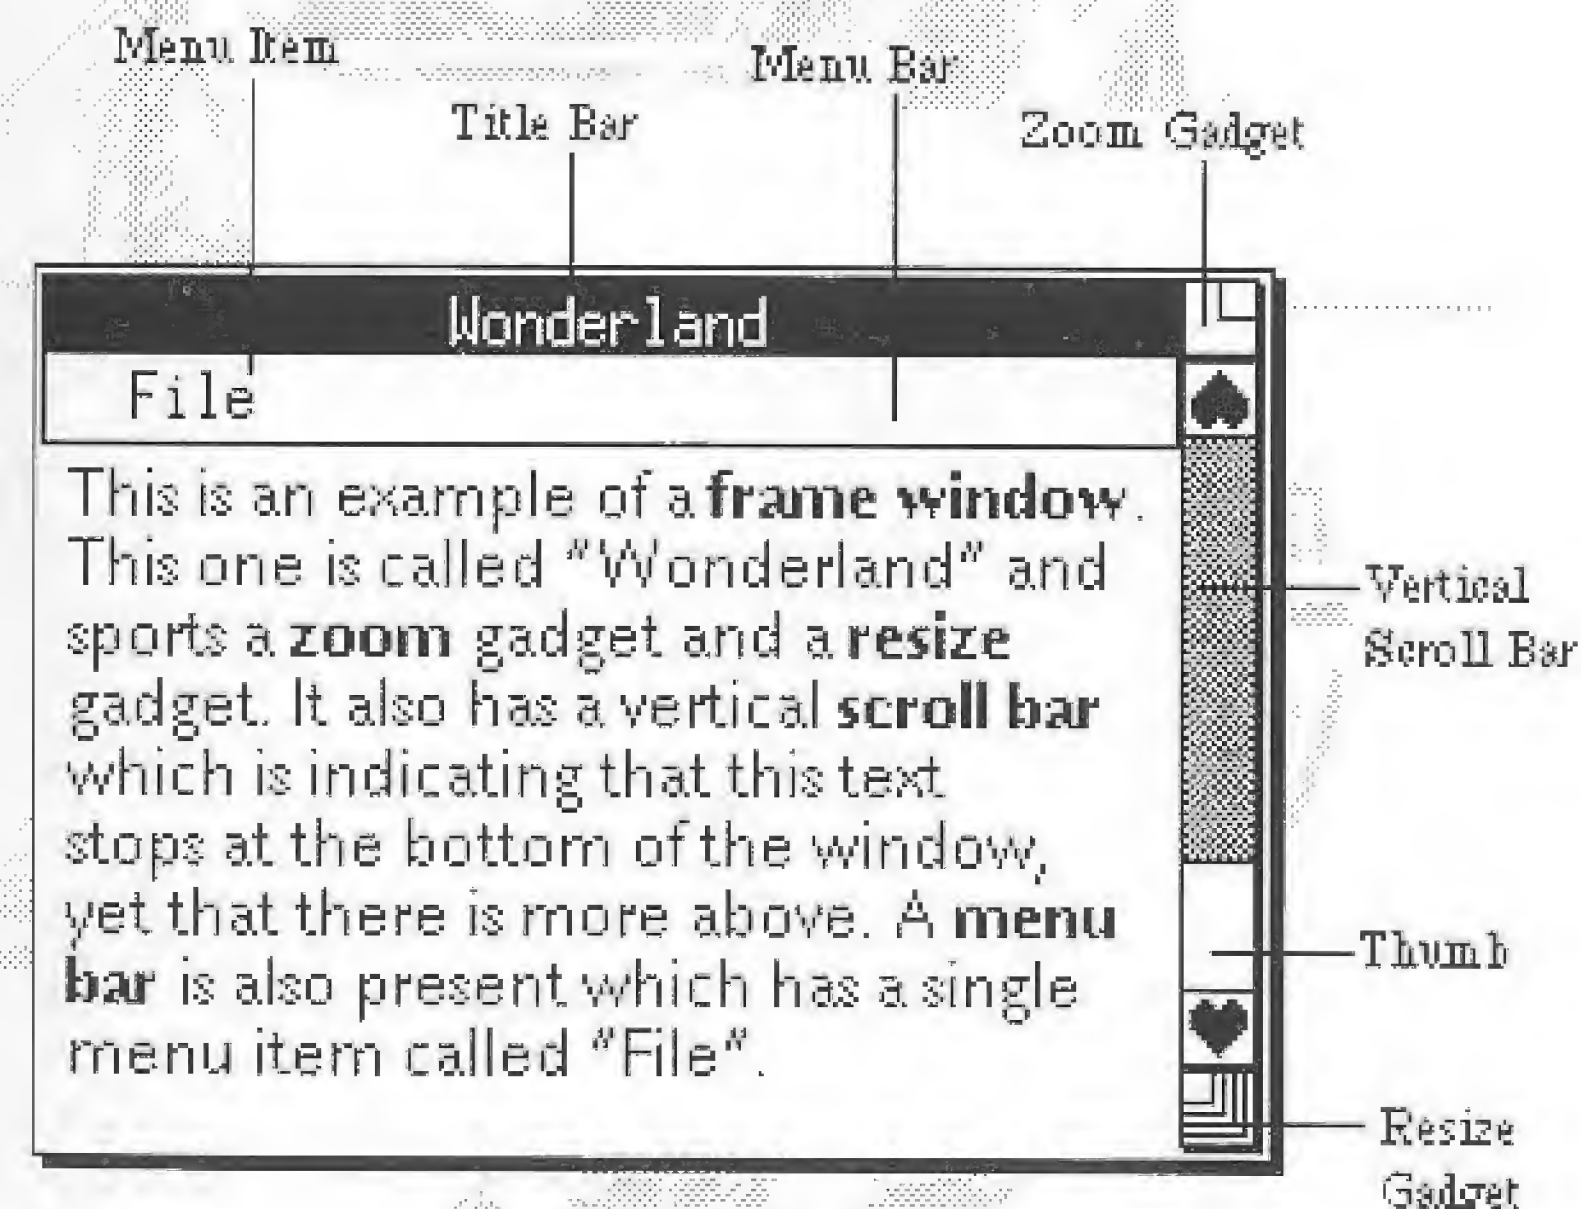 Menu Item
Menu Bar
Title Bar
Zoom Gadget
Wonderland
File
This is an example of a frame window.
This one is called "Wonderland" and
sports a zoom gadget and a resize
gadget. It also has a vertical scroll bar
which is indicating that this text
stops at the bottom of the window,
yet that there is more above. A menu
bar is also present which has a single
menu item called "File".
Vertical
Scroll Bar
Thumb
Resize
Gadget